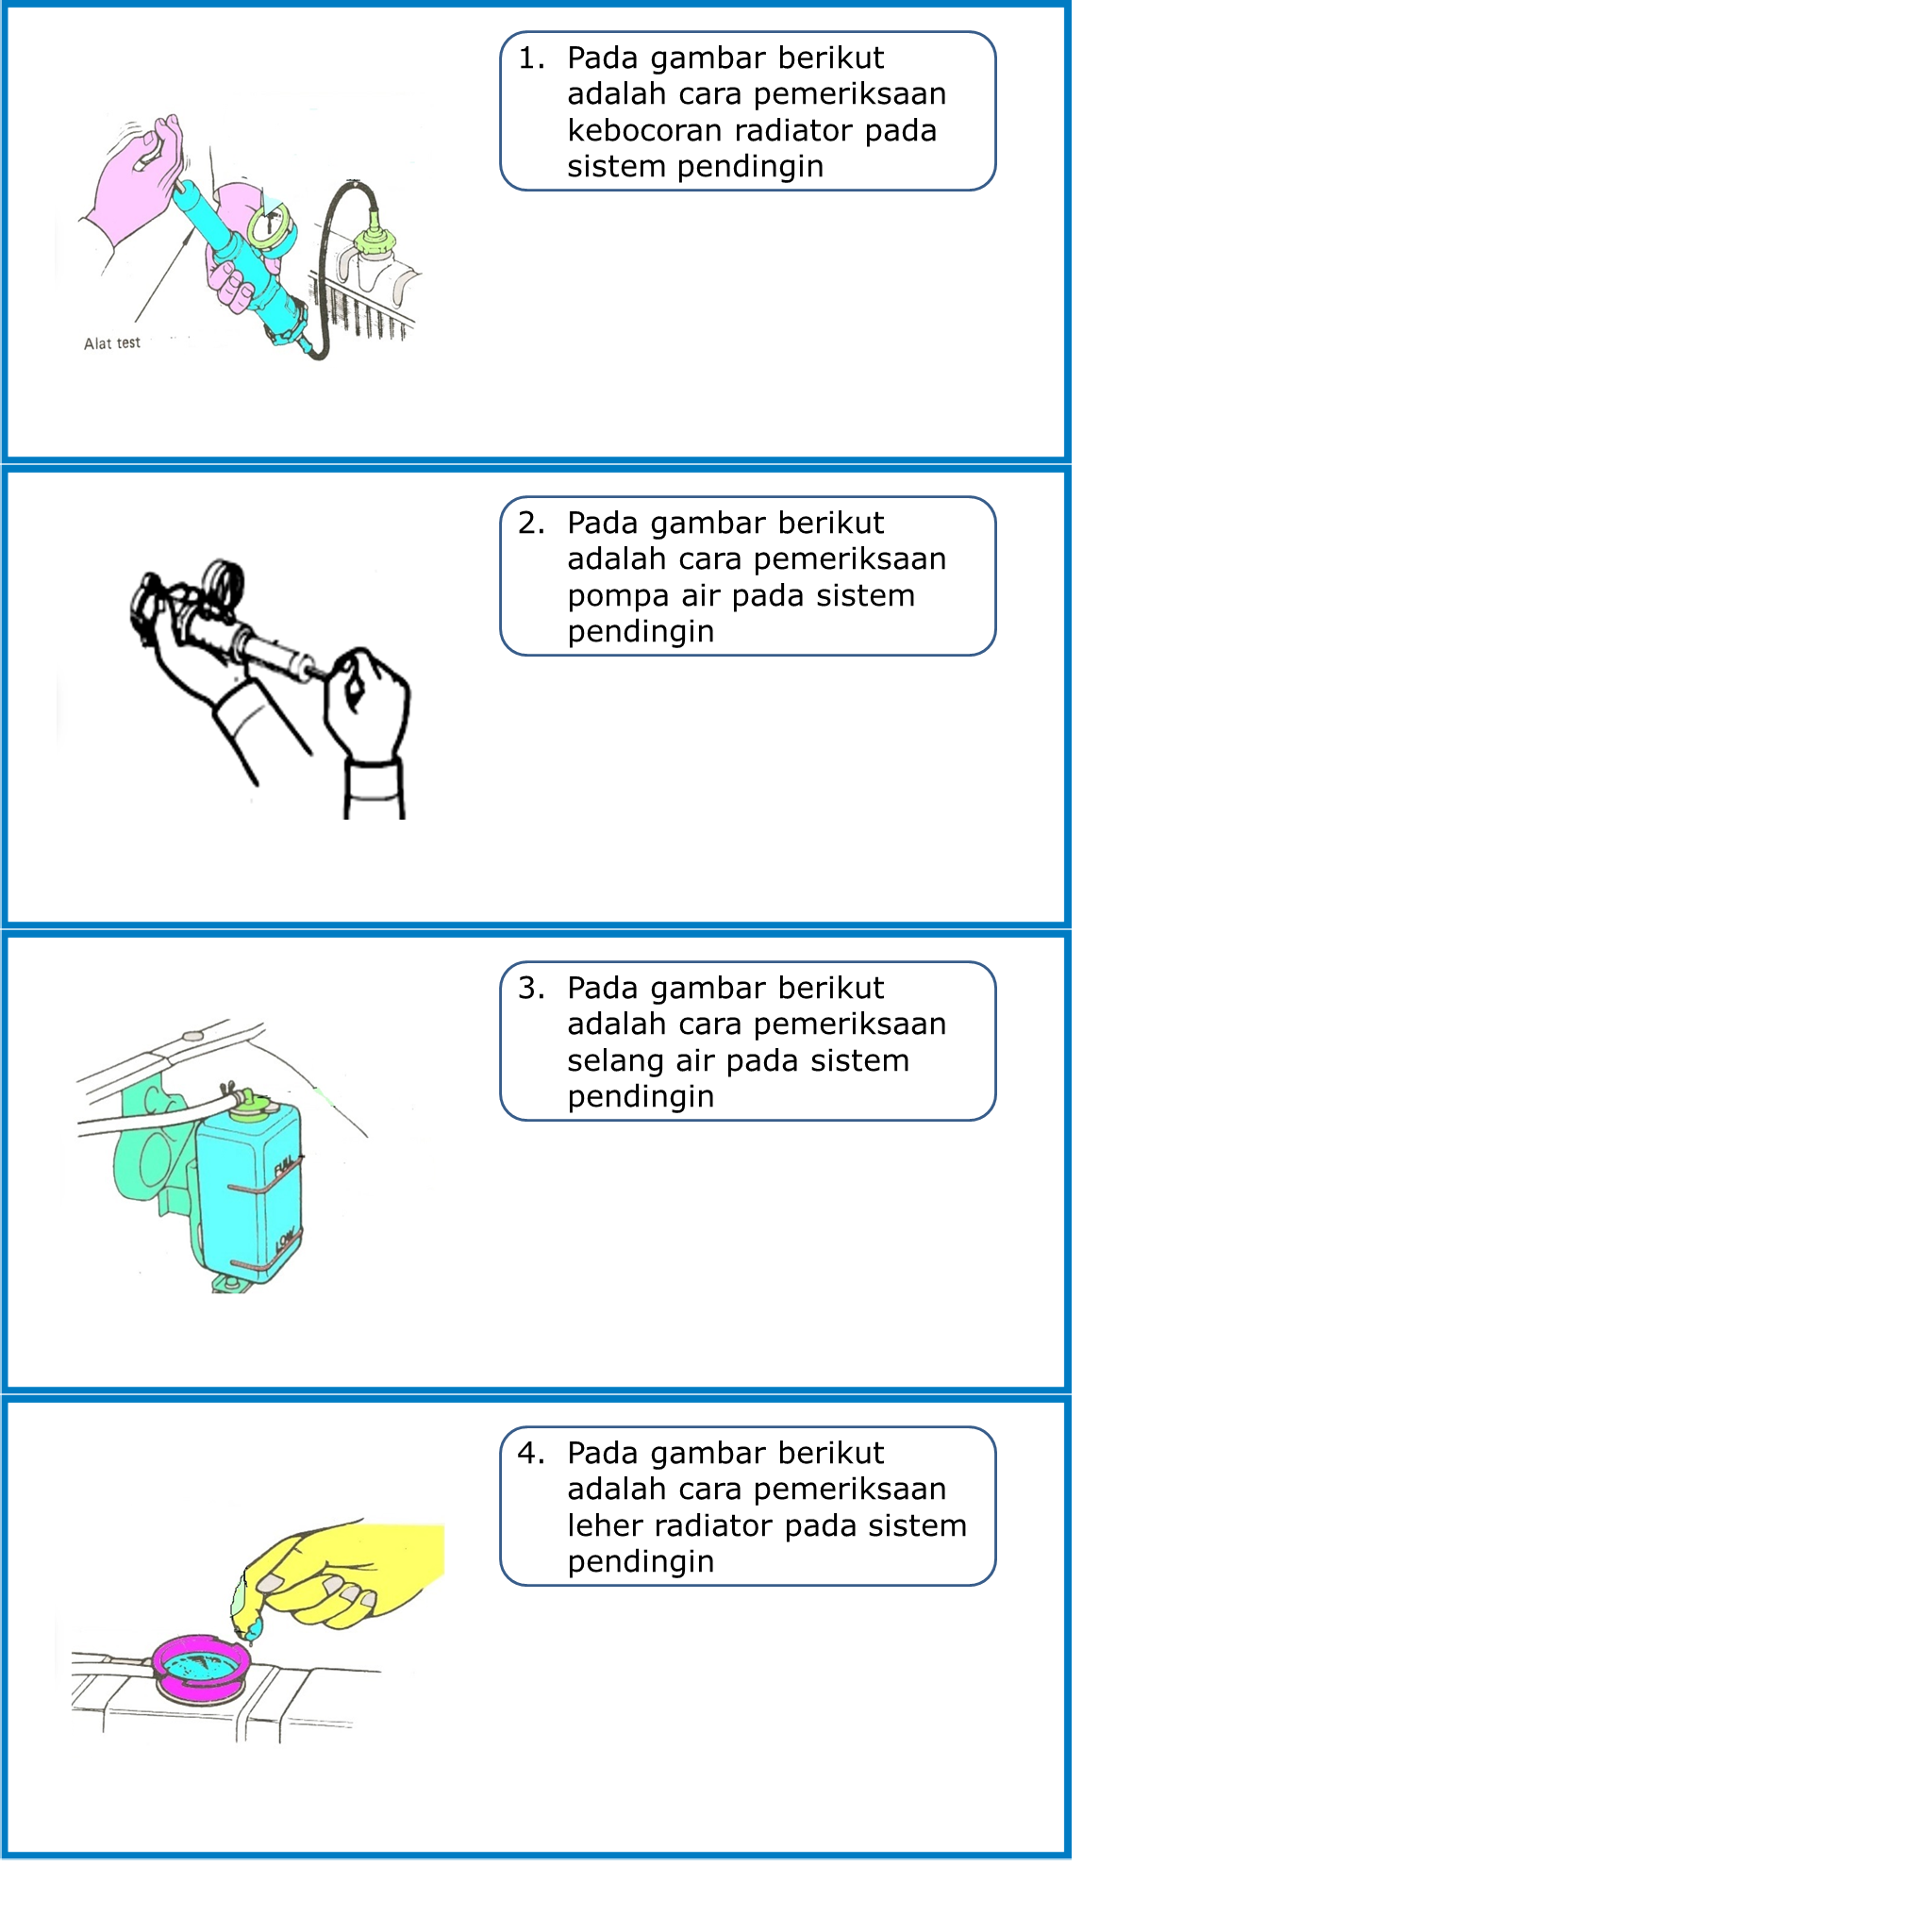 1. Pada gambar berikut
adalah cara pemeriksaan
kebocoran radiator pada
sistem pendingin
Alat test
2. Pada gambar berikut
adalah cara pemeriksaan
pompa air pada sistem
pendingin
3. Pada gambar berikut
adalah cara pemeriksaan
selang air pada sistem
pendingin
FULL
LOW
4. Pada gambar berikut
adalah cara pemeriksaan
leher radiator pada sistem
pendingin